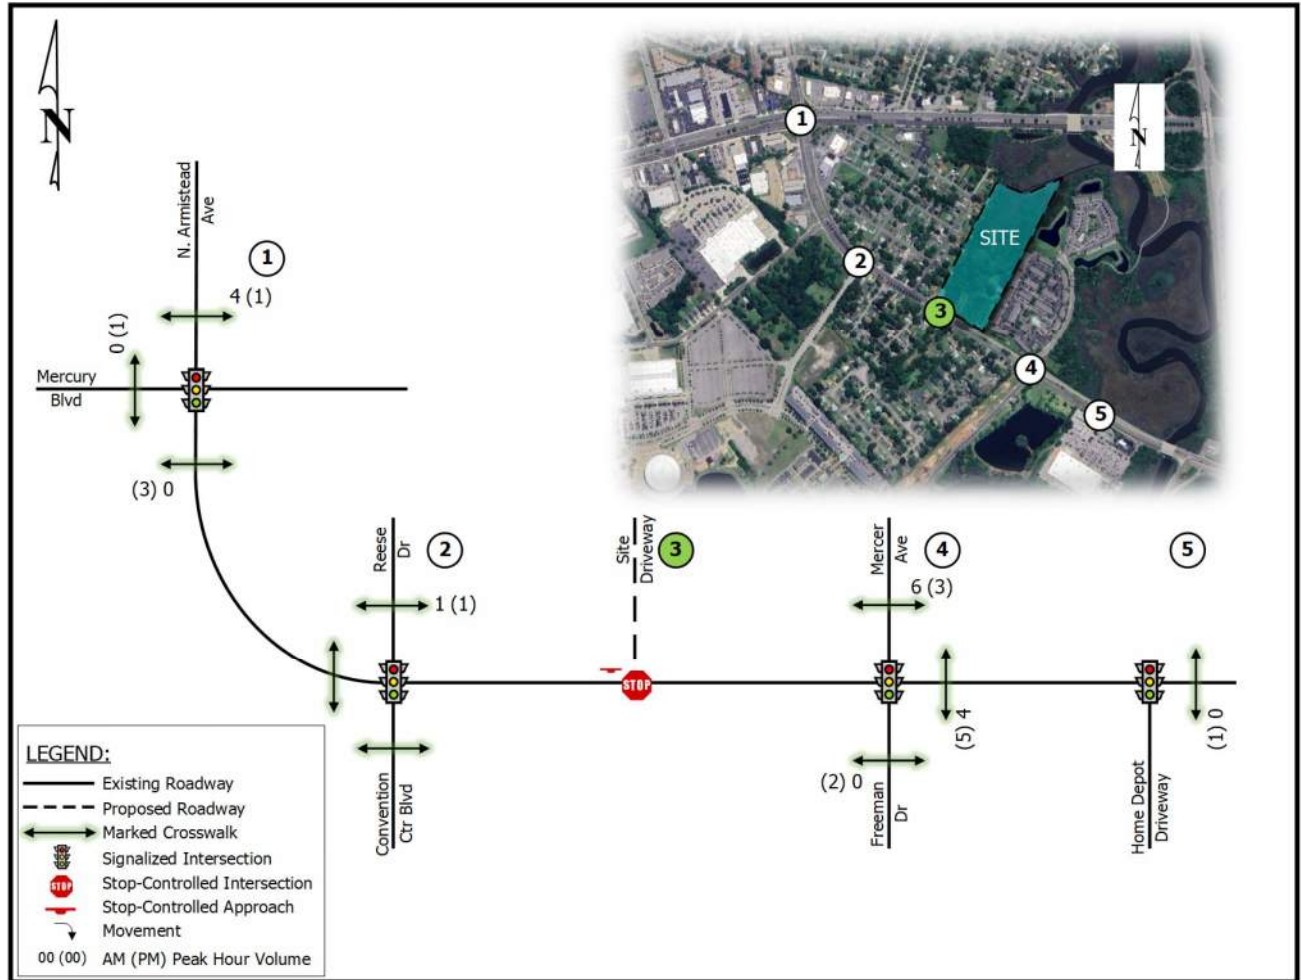 N
1
N
SITE
2
3
4
5
N. Armistead
Ave
1
4 (1)
0 (1)
Mercury
Blvd
(3) 0
Reese
Dr
2
1 (1)
Site
Driveway
3
Mercer
Ave
4
6 (3)
5
STOP
(5) 4
(1) 0
(2) 0
Convention
Ctr Blvd
Freeman
Dr
Home Depot
Driveway
LEGEND:
Existing Roadway
Proposed Roadway
Marked Crosswalk
Signalized Intersection
STOP Stop-Controlled Intersection
Stop-Controlled Approach
Movement
00 (00) AM (PM) Peak Hour Volume